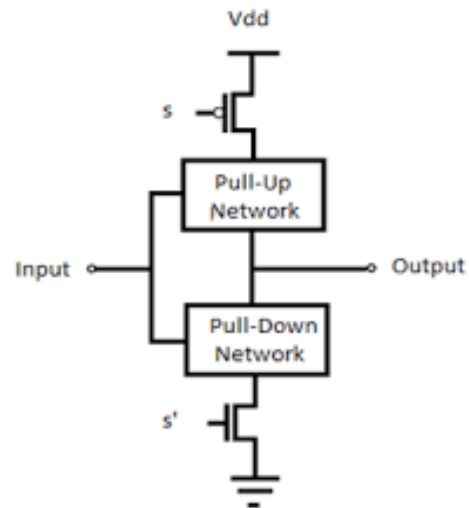 Vdd
s
Pull-Up
Network
Input
Output
Pull-Down
Network
s'